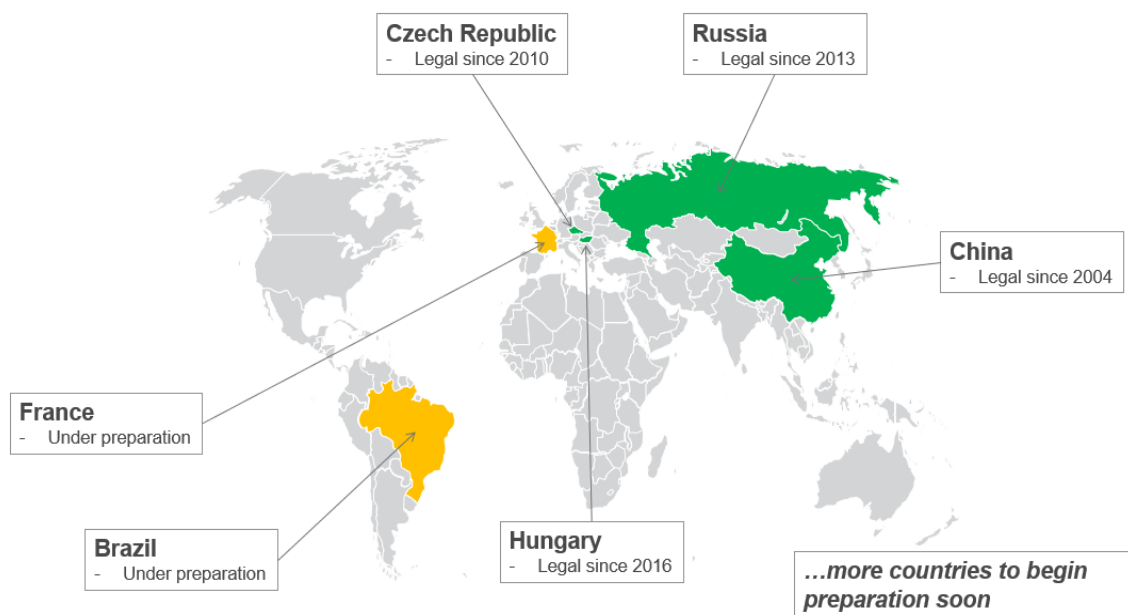 Czech Republic
- Legal since 2010
Russia
- Legal since 2013
China
- Legal since 2004
France
- Under preparation
Brazil
- Under preparation
Hungary
- Legal since 2016
...more countries to begin
preparation soon